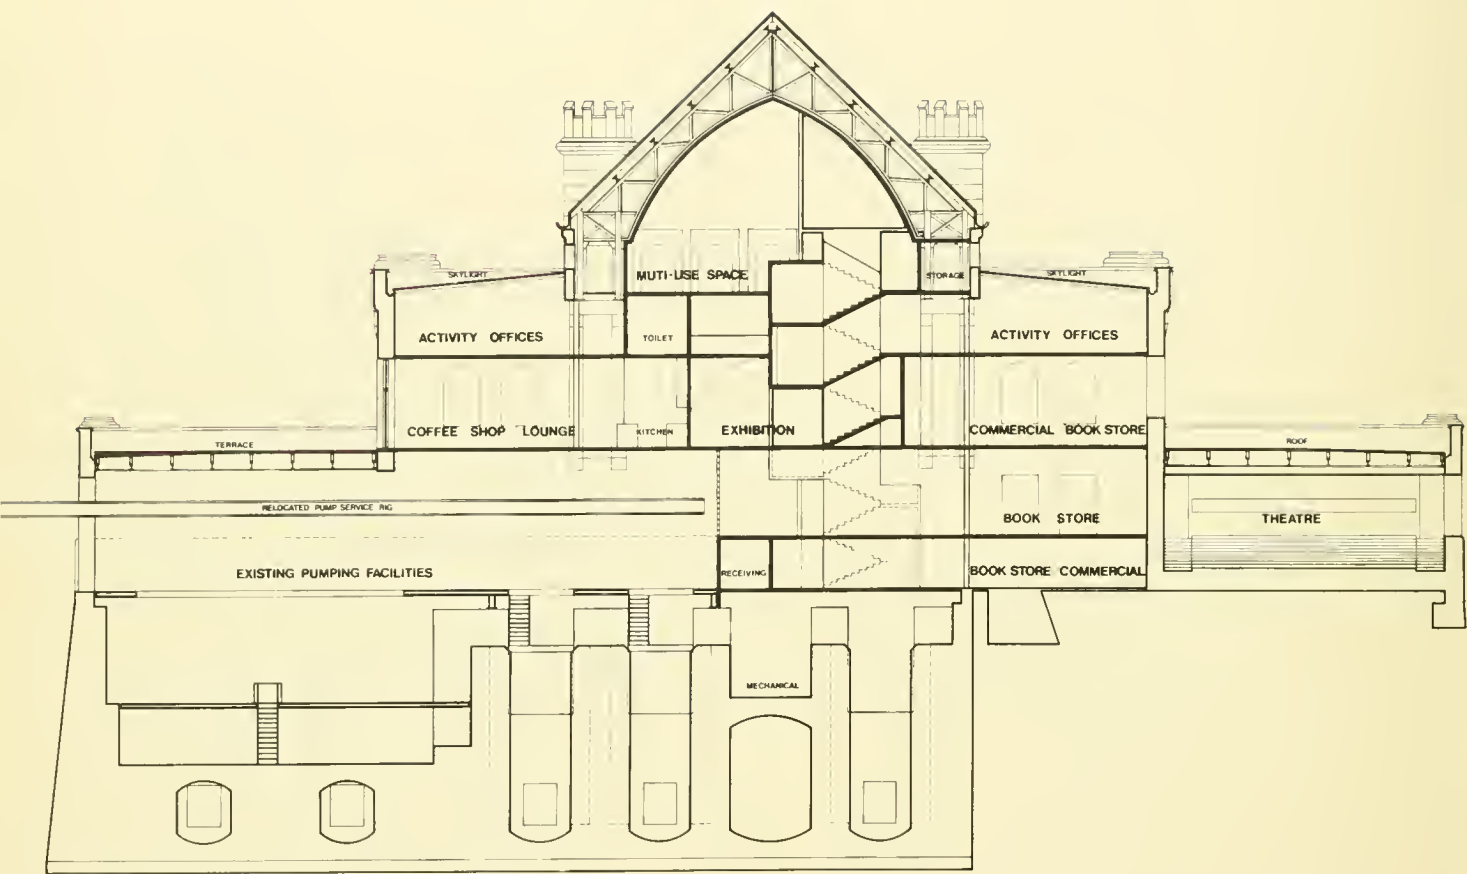 SKYLIGHT
MUTI-USE SPACE
STORAGE
SKYLIGHT
ACTIVITY OFFICES
TOILET
ACTIVITY OFFICES
COFFEE SHOP LOUNGE
KITCHEN
EXHIBITION
COMMERCIAL BOOK STORE
TERRACE
ROOF
RELOCATED PUMP SERVICE RIG
BOOK STORE
THEATRE
EXISTING PUMPING FACILITIES
RECEIVING
BOOK STORE COMMERCIAL
MECHANICAL